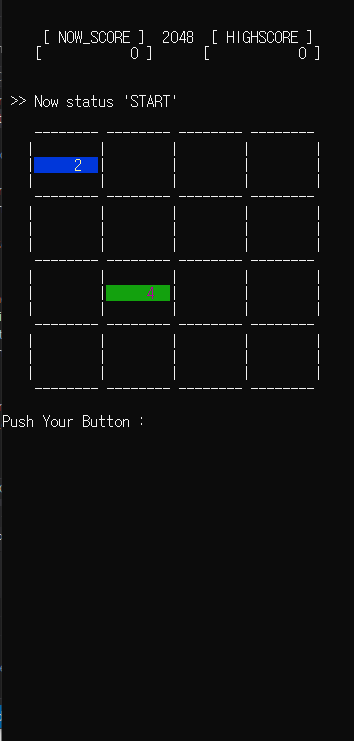 [ NOW_SCORE ]  2048  [ HIGHSCORE ]
[           0 ]      [           0 ]
>> Now status 'START'
2
4
Push Your Button :